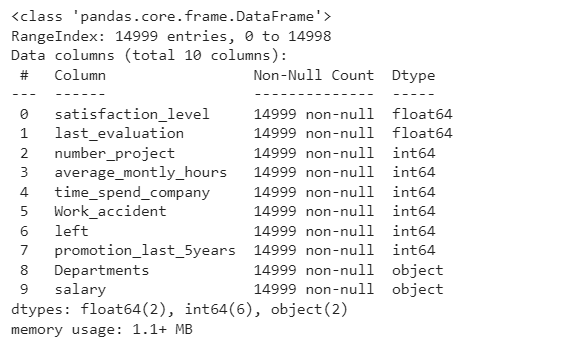 <class 'pandas.core.frame.DataFrame'>
RangeIndex: 14999 entries, 0 to 14998
Data columns (total 10 columns):
 #   Column                 Non-Null Count  Dtype
---  ------                 --------------  -----
 0   satisfaction_level     14999 non-null  float64
 1   last_evaluation        14999 non-null  float64
 2   number_project         14999 non-null  int64
 3   average_montly_hours   14999 non-null  int64
 4   time_spend_company     14999 non-null  int64
 5   Work_accident          14999 non-null  int64
 6   left                   14999 non-null  int64
 7   promotion_last_5years  14999 non-null  int64
 8   Departments            14999 non-null  object
 9   salary                 14999 non-null  object
dtypes: float64(2), int64(6), object(2)
memory usage: 1.1+ MB